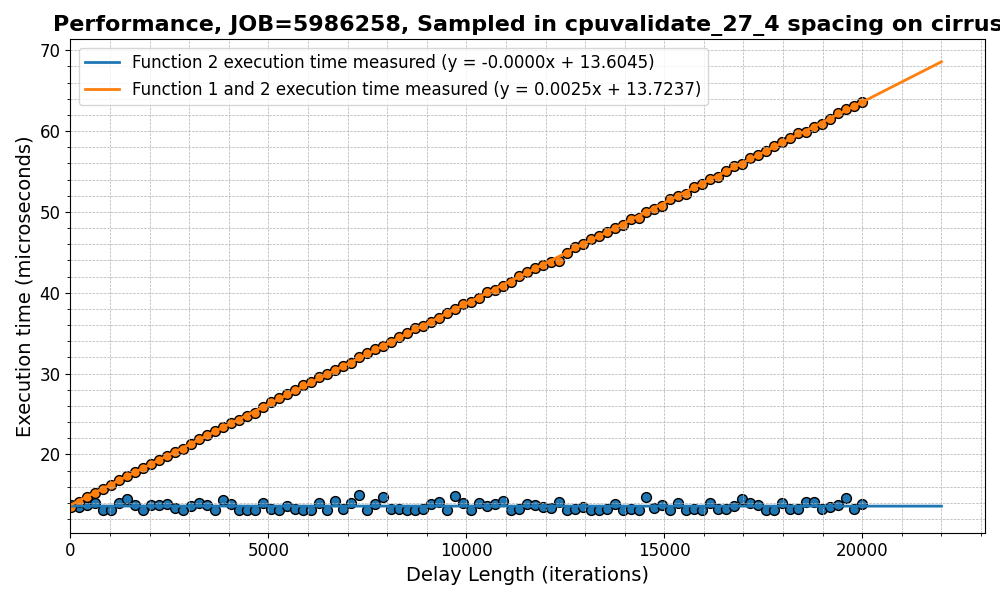 Performance, JOB=5986258, Sampled in cpuvalidate_27_4 spacing on cirrus
Function 2 execution time measured (y = -0.0000x + 13.6045)
Function 1 and 2 execution time measured (y = 0.0025x + 13.7237)
Execution time (microseconds)
70
60
50
40
30
20
0 5000 10000 15000 20000
Delay Length (iterations)